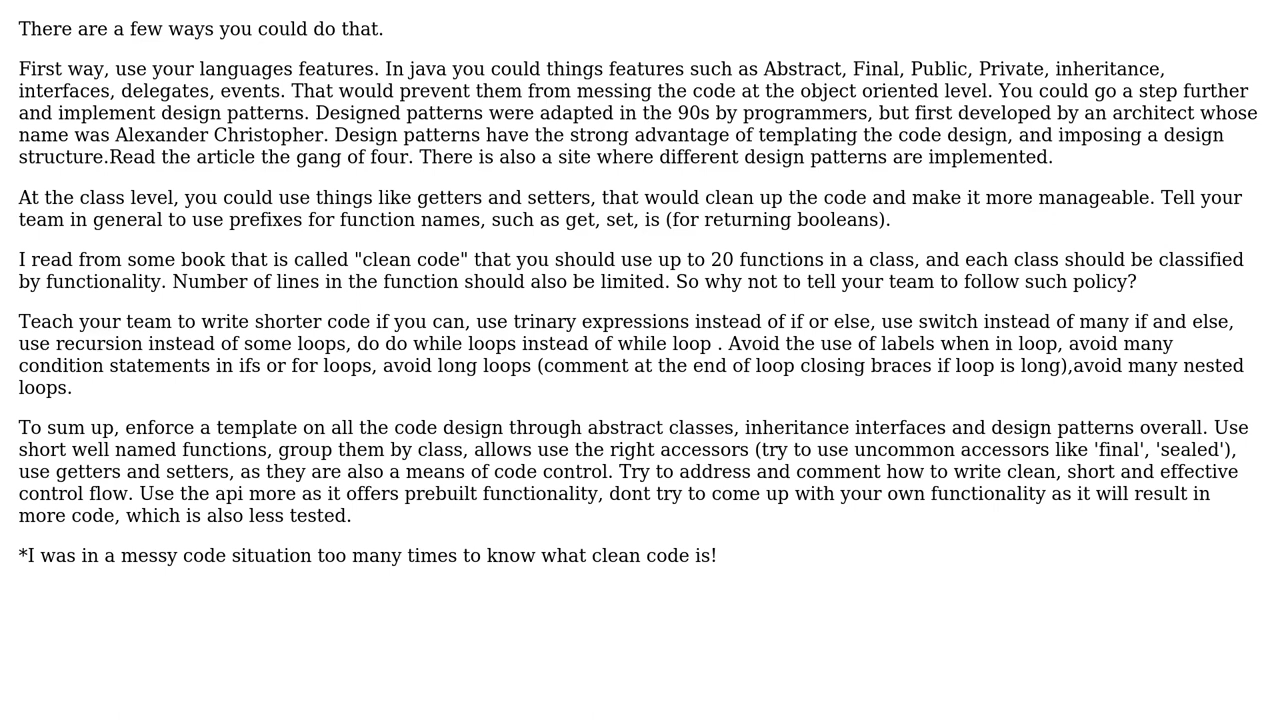 There are a few ways you could do that.
First way, use your languages features. In java you could things features such as Abstract, Final, Public, Private, inheritance,
interfaces, delegates, events. That would prevent them from messing the code at the object oriented level. You could go a step further
and implement design patterns. Designed patterns were adapted in the 90s by programmers, but first developed by an architect whose
name was Alexander Christopher. Design patterns have the strong advantage of templating the code design, and imposing a design
structure.Read the article the gang of four. There is also a site where different design patterns are implemented.
At the class level, you could use things like getters and setters, that would clean up the code and make it more manageable. Tell your
team in general to use prefixes for function names, such as get, set, is (for returning booleans).
I read from some book that is called "clean code" that you should use up to 20 functions in a class, and each class should be classified
by functionality. Number of lines in the function should also be limited. So why not to tell your team to follow such policy?
Teach your team to write shorter code if you can, use trinary expressions instead of if or else, use switch instead of many if and else,
use recursion instead of some loops, do do while loops instead of while loop . Avoid the use of labels when in loop, avoid many
condition statements in ifs or for loops, avoid long loops (comment at the end of loop closing braces if loop is long),avoid many nested
loops.
To sum up, enforce a template on all the code design through abstract classes, inheritance interfaces and design patterns overall. Use
short well named functions, group them by class, allows use the right accessors (try to use uncommon accessors like 'final', 'sealed'),
use getters and setters, as they are also a means of code control. Try to address and comment how to write clean, short and effective
control flow. Use the api more as it offers prebuilt functionality, dont try to come up with your own functionality as it will result in
more code, which is also less tested.
*I was in a messy code situation too many times to know what clean code is!